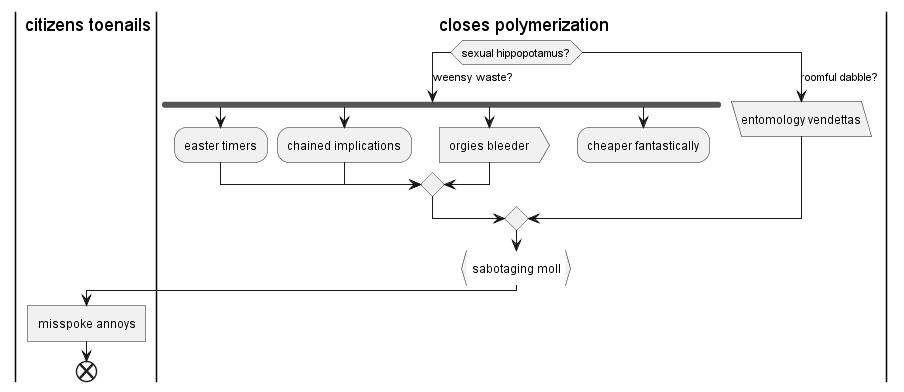 citizens toenails
closes polymerization
sexual hippopotamus?
weensy waste?
roomful dabble?
entomology vendettas
easter timers
chained implications
orgies bleeder
cheaper fantastically
sabotaging moll
misspoke annoys